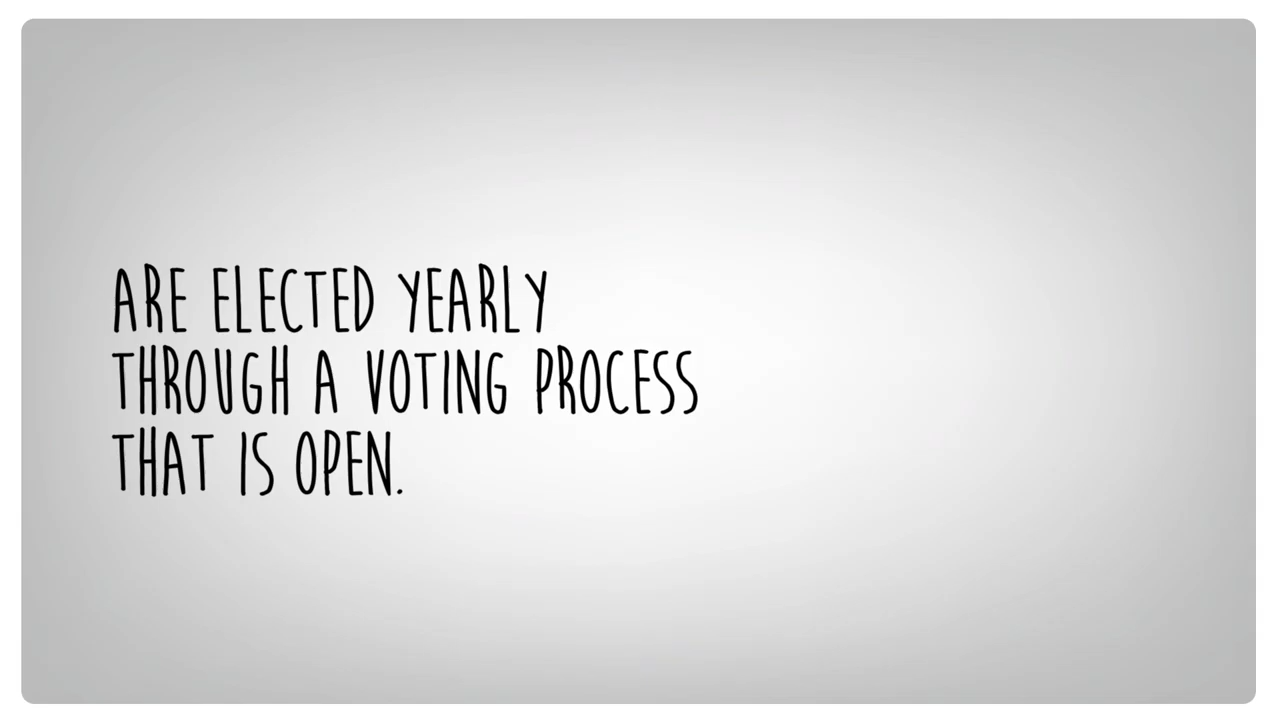 ARE ELECTED YEARLY
THROUGH A VOTING PROCESS
THAT IS OPEN.